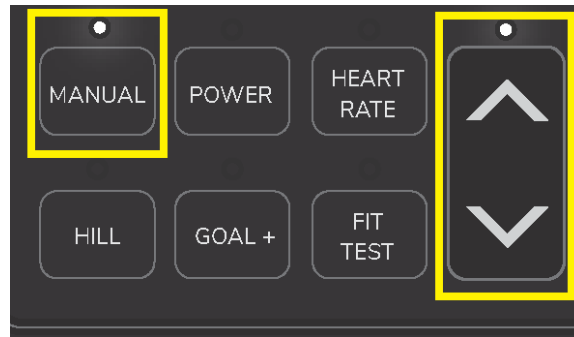 MANUAL
POWER
HEART
RATE
HILL
GOAL +
FIT
TEST